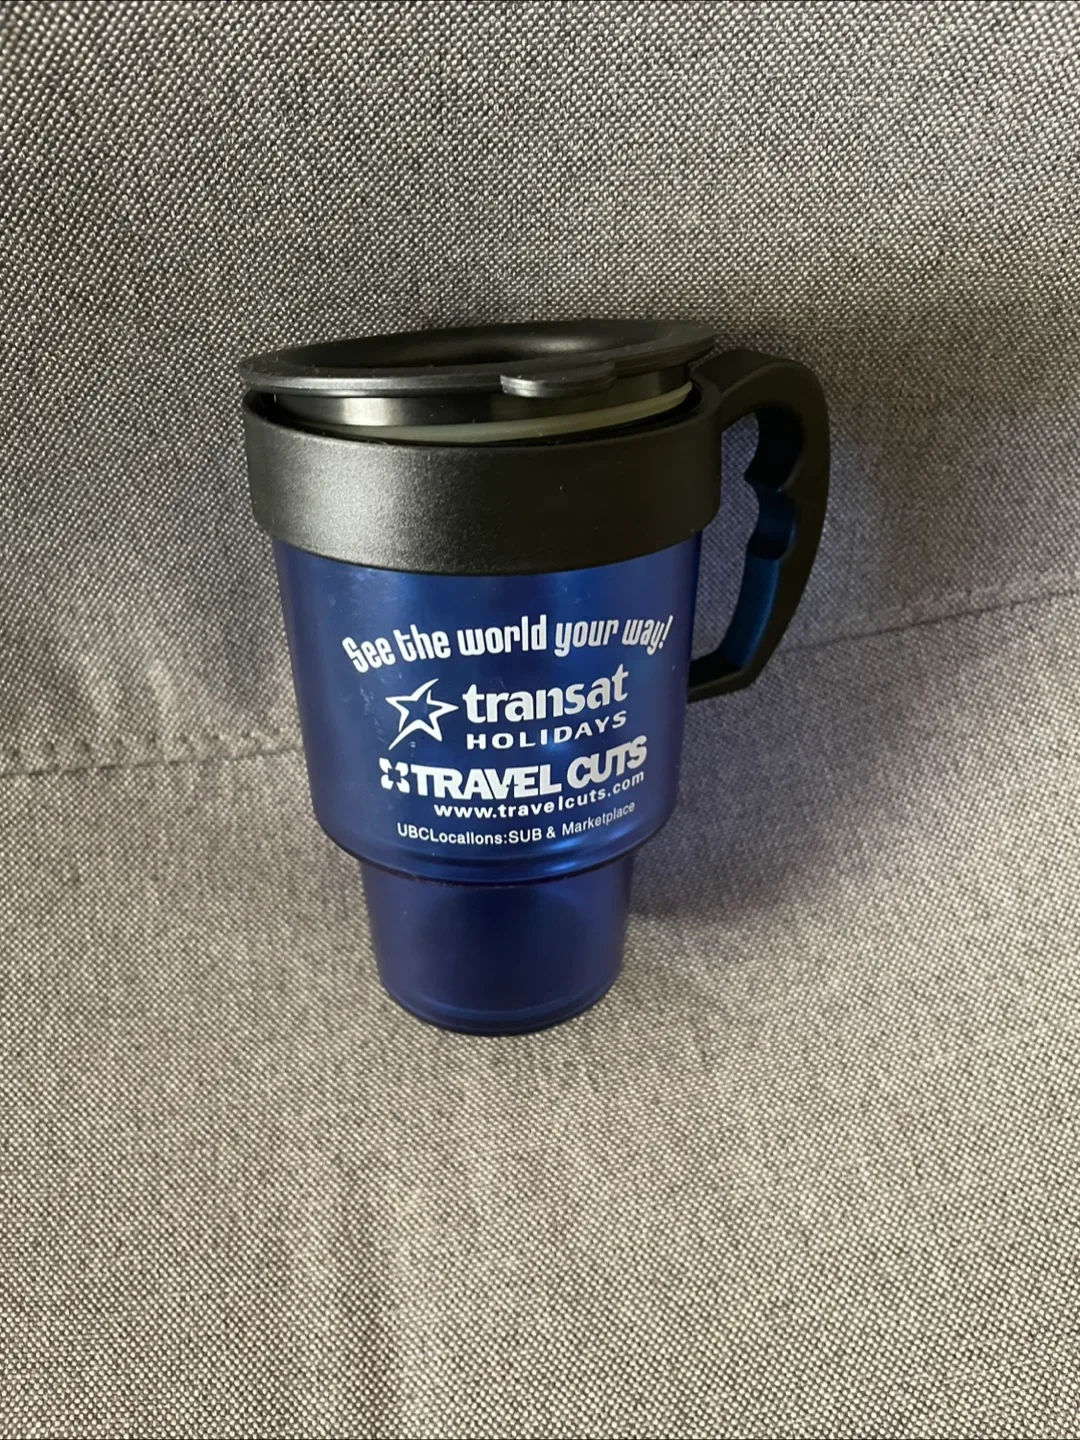 See the world your way!
transat
HOLIDAYS
TRAVEL CUTS
www.travelcuts.com
UBCLocations:SUB & Marketplace